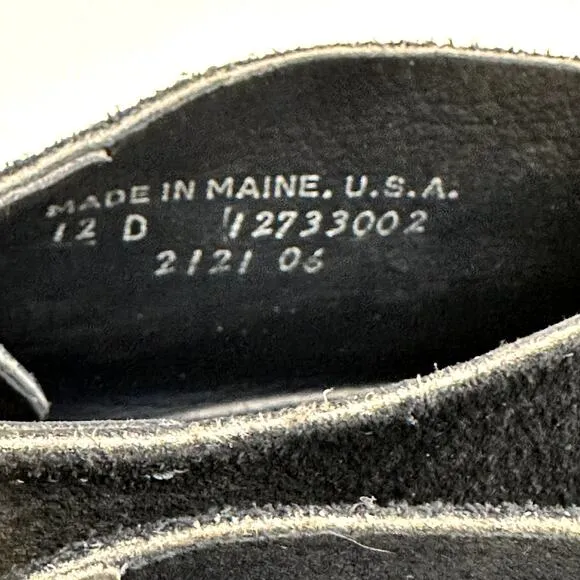 MADE IN MAINE. U.S.A.
12 D 12733002
2121 06